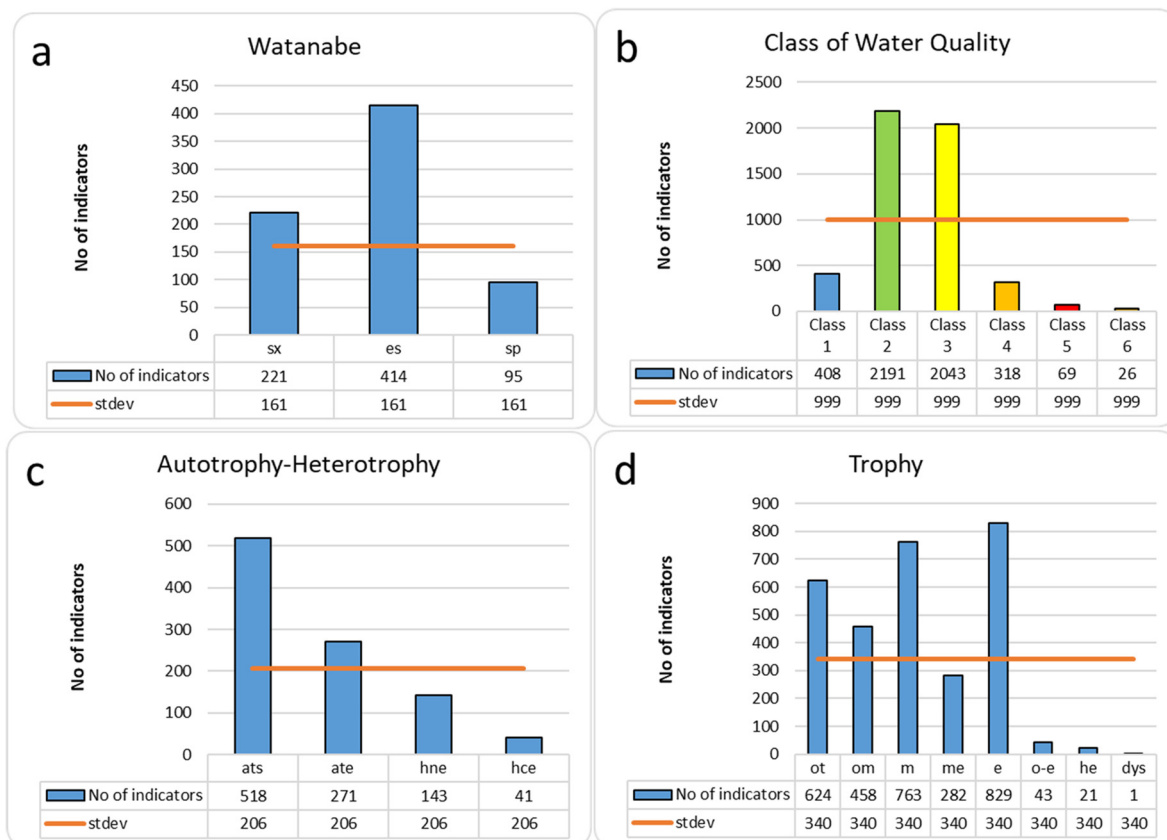 a
Watanabe
No of indicators
450
400
350
300
250
200
150
100
50
0
sx es sp
No of indicators 221 414 95
stdev 161 161 161
b
Class of Water Quality
No of indicators
2500
2000
1500
1000
500
0
Class Class Class Class Class Class
1 2 3 4 5 6
No of indicators 408 2191 2043 318 69 26
stdev 999 999 999 999 999 999
c
Autotrophy-Heterotrophy
No of indicators
600
500
400
300
200
100
0
ats ate hne hce
No of indicators 518 271 143 41
stdev 206 206 206 206
d
Trophy
No of indicators
900
800
700
600
500
400
300
200
100
0
ot om m me e o-e he dys
No of indicators 624 458 763 282 829 43 21 1
stdev 340 340 340 340 340 340 340 340